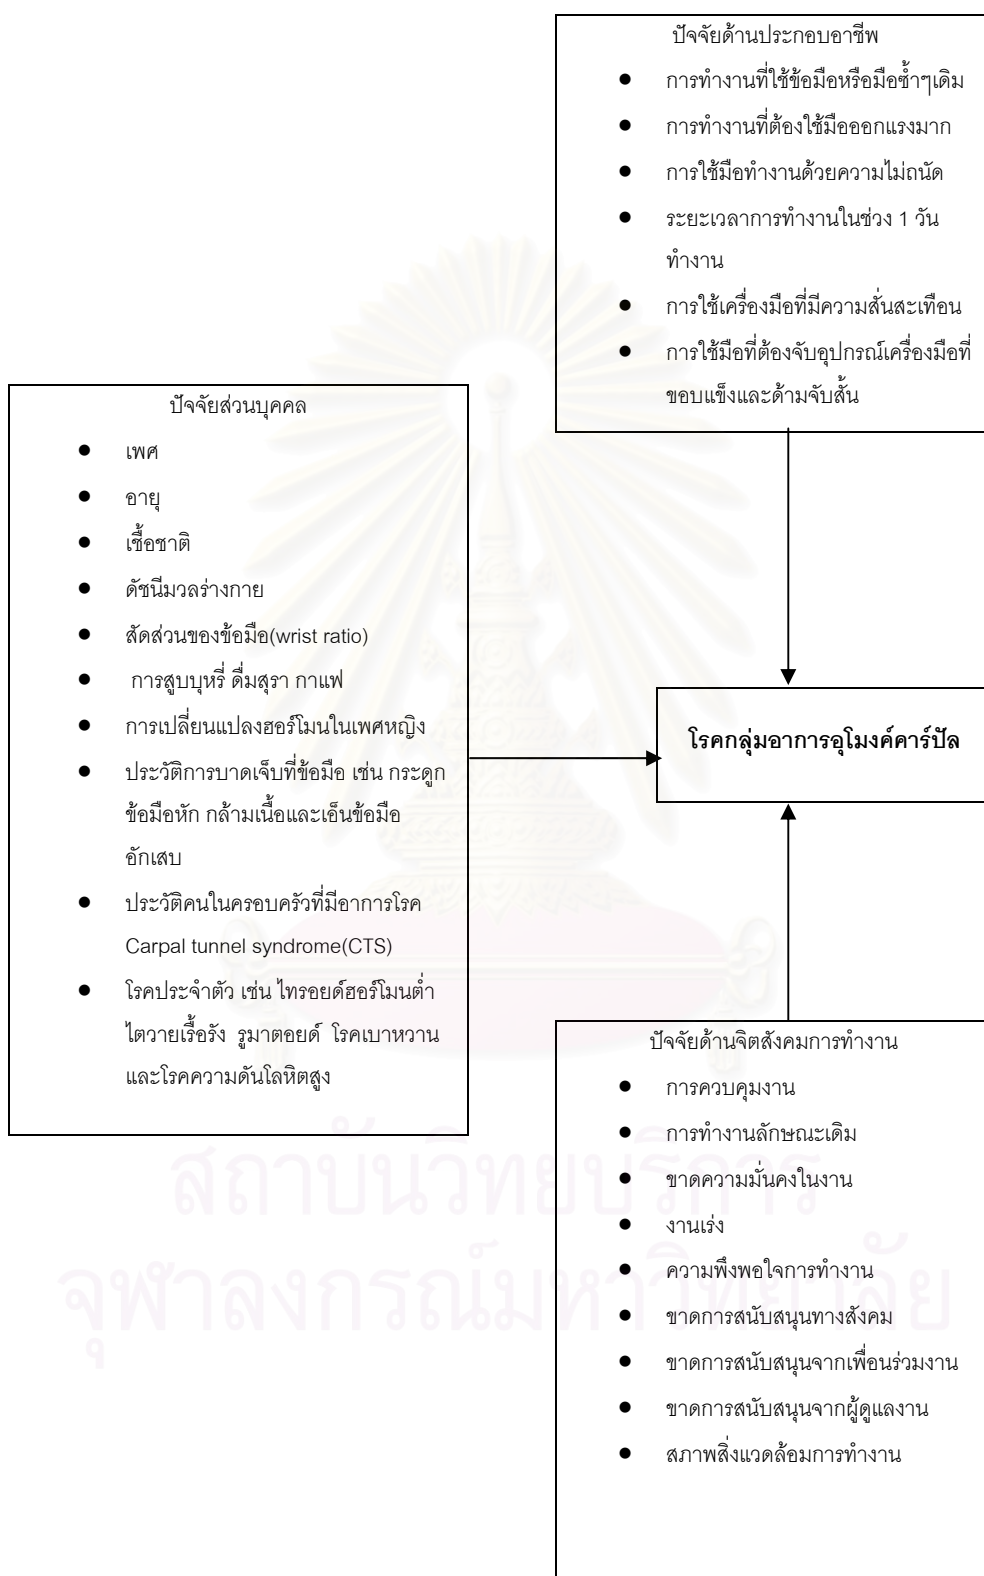 ปัจจัยด้านประกอบอาชีพ
● การทำงานที่ใช้ข้อมือหรือมือซ้ำๆเดิม
● การทำงานที่ต้องใช้มือออกแรงมาก
● การใช้มือทำงานด้วยความไม่ถนัด
● ระยะเวลาการทำงานในช่วง 1 วัน
ทำงาน
● การใช้เครื่องมือที่มีความสั่นสะเทือน
● การใช้มือที่ต้องจับอุปกรณ์เครื่องมือที่
ขอบแข็งและด้ามจับสั้น
ปัจจัยส่วนบุคคล
● เพศ
● อายุ
● เชื้อชาติ
● ดัชนีมวลร่างกาย
● สัดส่วนของข้อมือ(wrist ratio)
● การสูบบุหรี่ ดื่มสุรา กาแฟ
● การเปลี่ยนแปลงฮอร์โมนในเพศหญิง
● ประวัติการบาดเจ็บที่ข้อมือ เช่น กระดูก
ข้อมือหัก กล้ามเนื้อและเอ็นข้อมือ
อักเสบ
● ประวัติคนในครอบครัวที่มีอาการโรค
Carpal tunnel syndrome(CTS)
● โรคประจำตัว เช่น ไทรอยด์ฮอร์โมนต่ำ
ไตวายเรื้อรัง รูมาตอยด์ โรคเบาหวาน
และโรคความดันโลหิตสูง
โรคกลุ่มอาการอุโมงค์คาร์ปัล
ปัจจัยด้านจิตสังคมการทำงาน
● การควบคุมงาน
● การทำงานลักษณะเดิม
● ขาดความมั่นคงในงาน
● งานเร่ง
● ความพึงพอใจการทำงาน
● ขาดการสนับสนุนทางสังคม
● ขาดการสนับสนุนจากเพื่อนร่วมงาน
● ขาดการสนับสนุนจากผู้ดูแลงาน
● สภาพสิ่งแวดล้อมการทำงาน
สถาบันวิทยบริการ
จุฬาลงกรณ์มหาวิทยาลัย